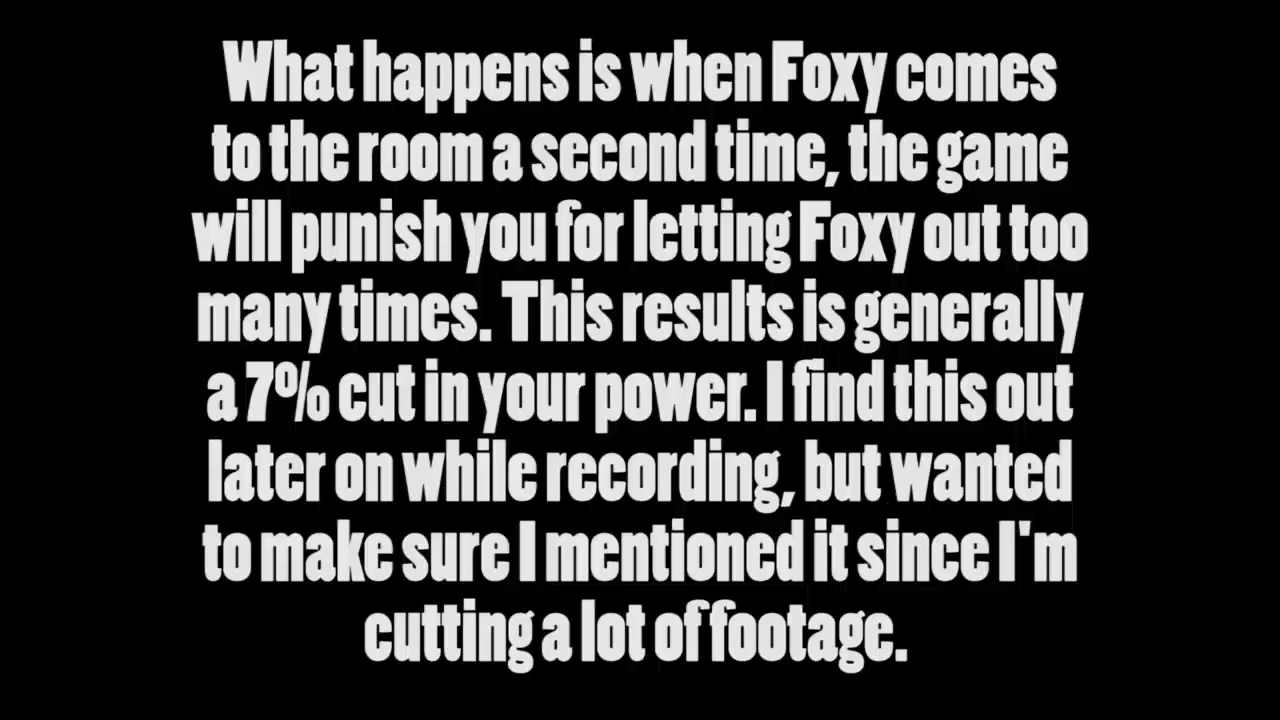 What happens is when Foxy comes
to the room a second time, the game
will punish you for letting Foxy out too
many times. This results is generally
a 7% cut in your power. I find this out
later on while recording, but wanted
to make sure I mentioned it since I'm
cutting a lot of footage.